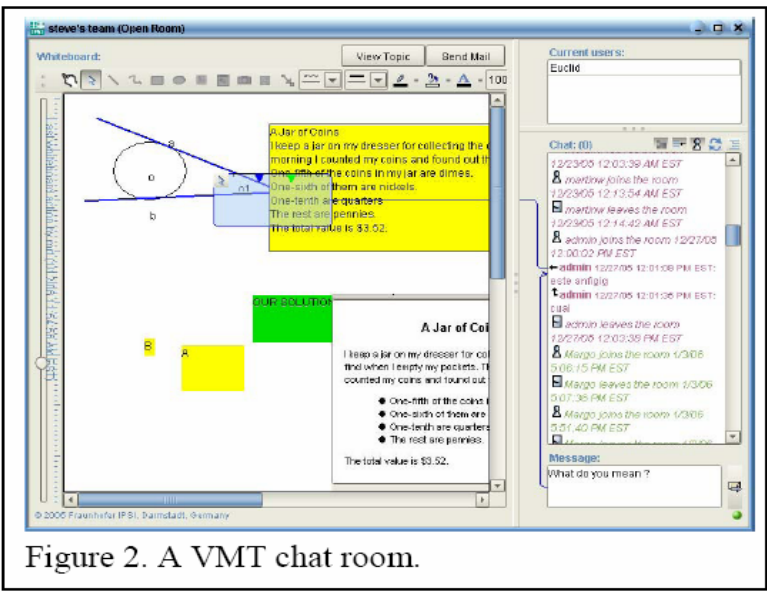 steve's team (Open Room)
Whiteboard:
View Topic
Send Mail
100
a
o
b
A Jar of Coins
I keep a jar on my dresser for collecting the
morning I counted my coins and found out th
One-fifth of the coins in my jar are dimes.
One-sixth of them are nickels.
One-tenth are quarters
The rest are pennies.
The total value is $3.52.
OUR SOLUTION
B
A
A Jar of Coi
I keep a jar on my dresser for col
find when I empty my pockets. T
counted my coins and found out
One-fifth of the coins i
One-sixth of them are
One-tenth are quarters
The rest are pennies.
The total value is $3.52.
© 2005 Fraunhofer IPSI, Darmstadt, Germany
Current users:
Euclid
Chat: (0)
12/23/05 12:03:39 AM EST
martinw joins the room
12/23/05 12:13:54 AM EST
martinw leaves the room
12/23/05 12:14:42 AM EST
admin joins the room 12/27/05
12:00:02 PM EST
admin 12/27/05 12:01:09 PM EST:
este anfigig
admin 12/27/05 12:01:36 PM EST:
cual
admin leaves the room
12/27/05 12:03:38 PM EST
Margo joins the room 1/3/06
5:06:15 PM EST
Margo leaves the room 1/3/06
5:07:36 PM EST
Margo joins the room 1/3/06
5:51:40 PM EST
Message:
What do you mean ?
Figure 2. A VMT chat room.